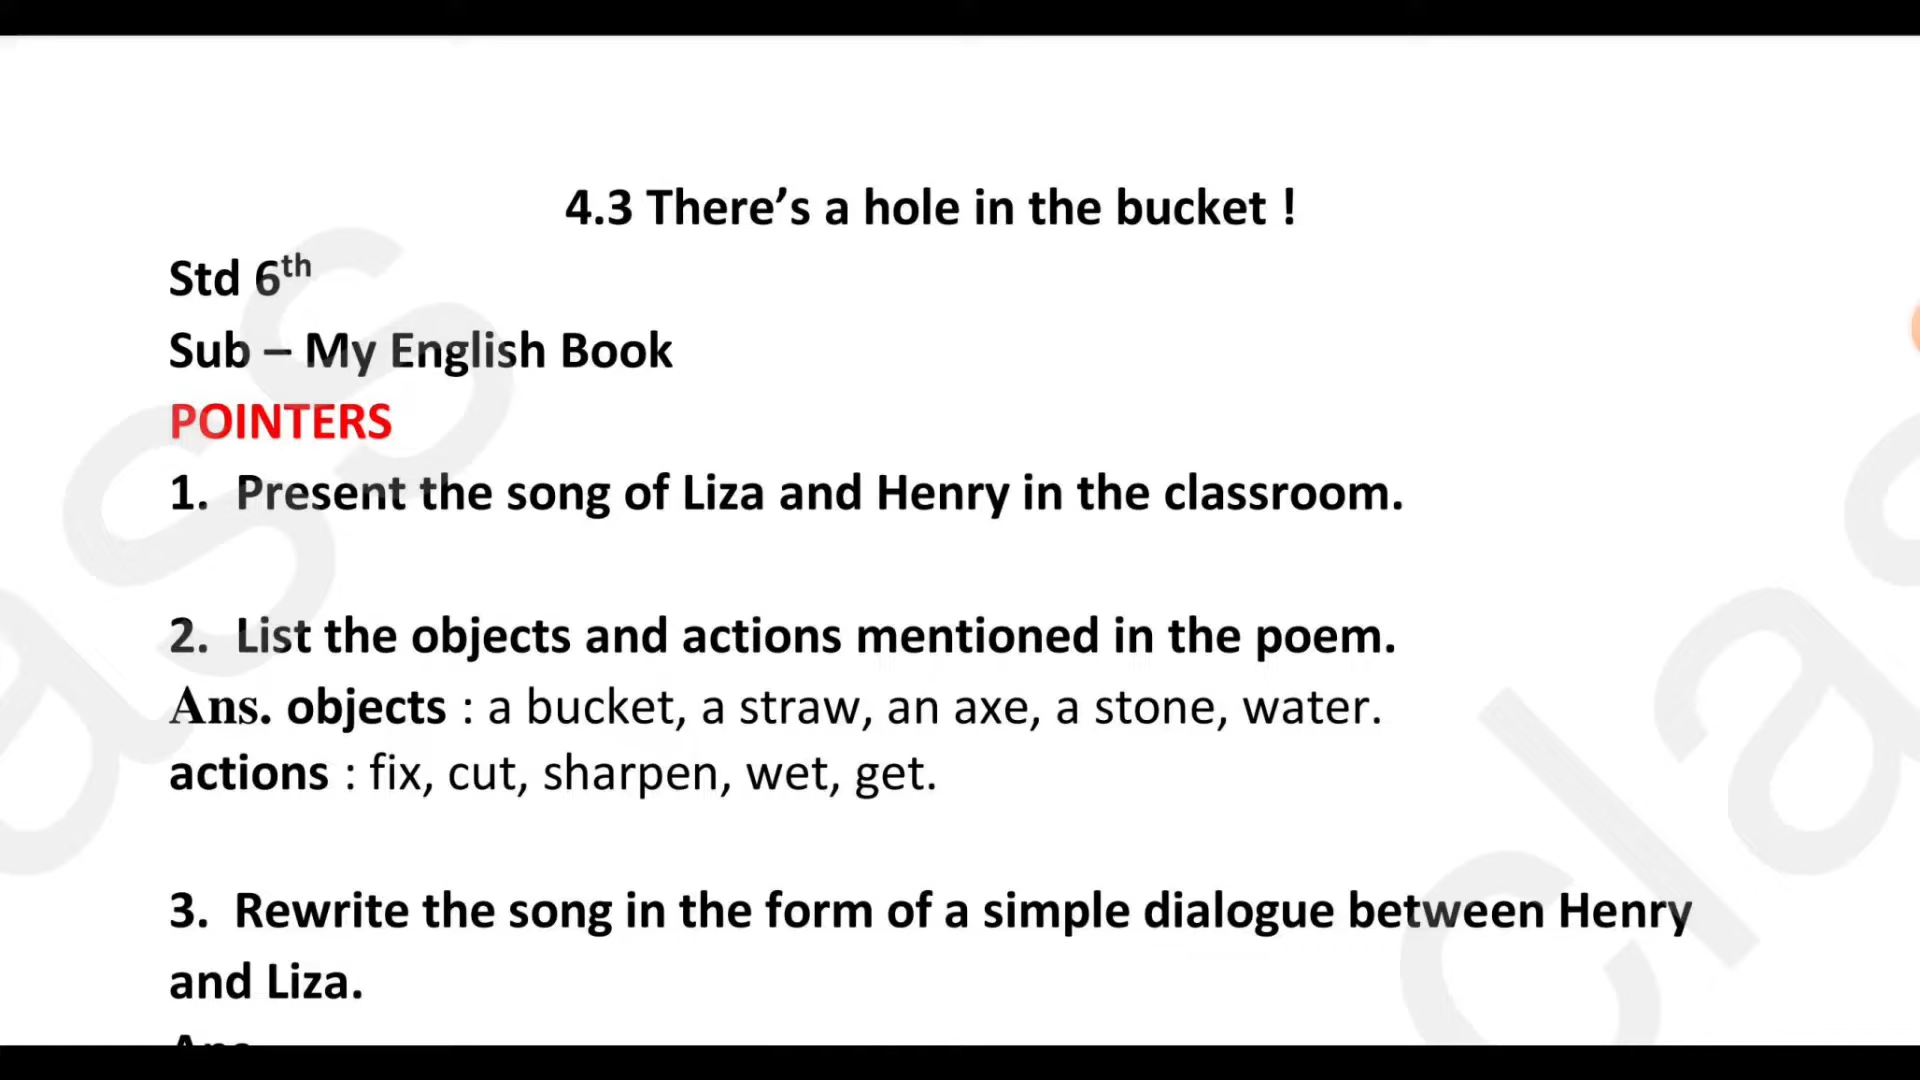 4.3 There’s a hole in the bucket !
Std 6th
Sub – My English Book
POINTERS
1. Present the song of Liza and Henry in the classroom.
2. List the objects and actions mentioned in the poem.
Ans. objects : a bucket, a straw, an axe, a stone, water.
actions : fix, cut, sharpen, wet, get.
3. Rewrite the song in the form of a simple dialogue between Henry
and Liza.